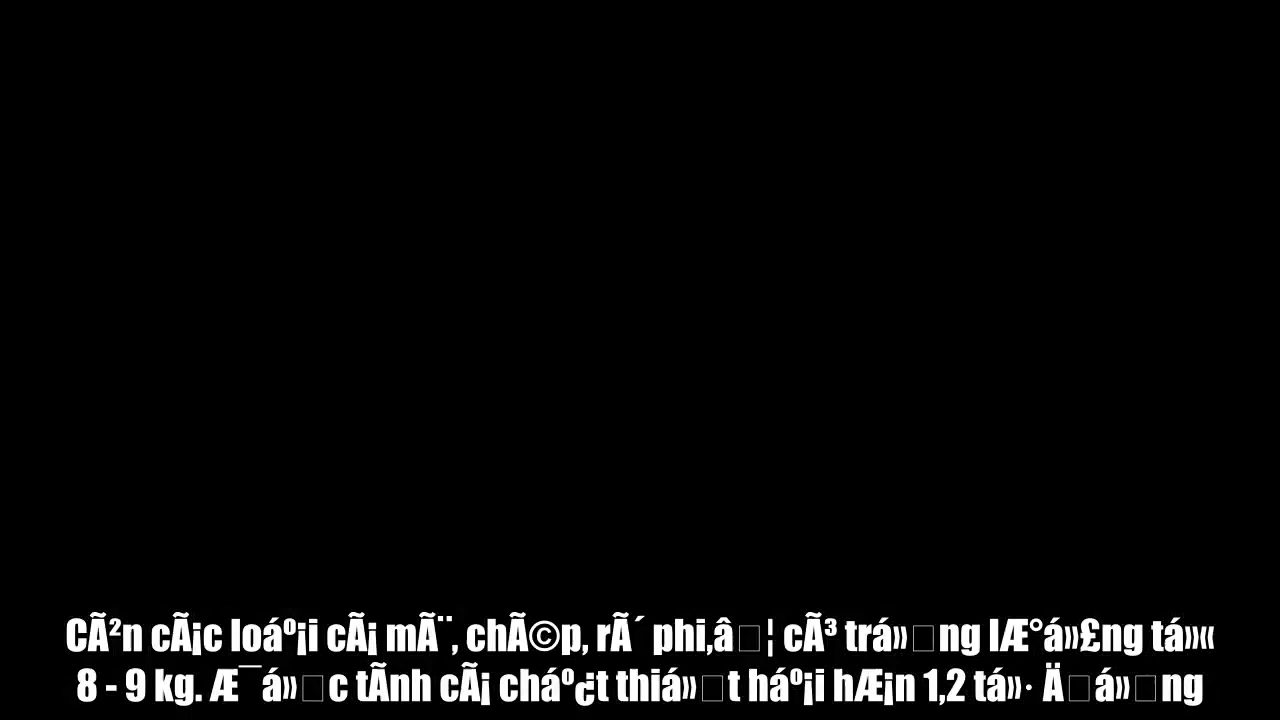 CÃ²n cÃ¡c loáº¡i cÃ¡ mÃ¨, chÃ©p, rÃ´ phi,â□¦ cÃ³ trá»□ng lÆ°á»£ng tá»«
8 - 9 kg. Æ¯á»□c tÃnh cÃ¡ cháº¿t thiá»□t háº¡i hÆ¡n 1,2 tá»· Ä□á»□ng